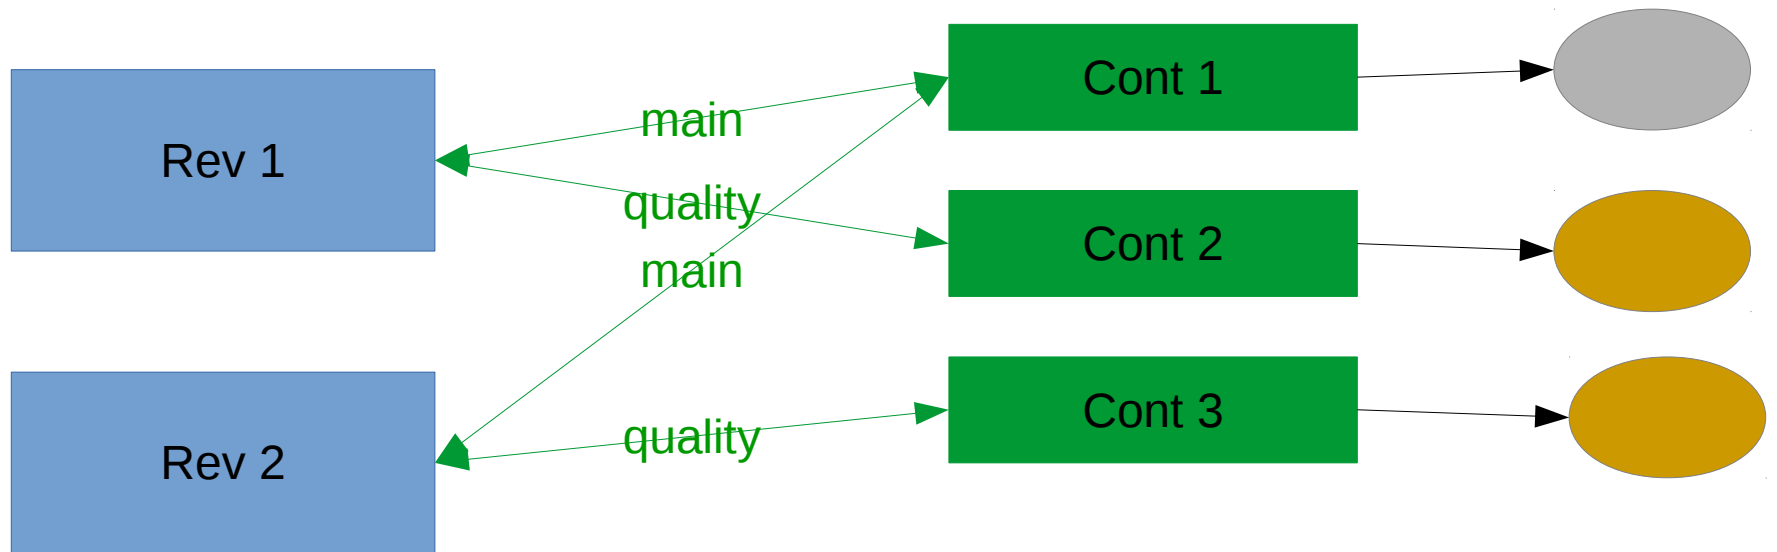 Rev 1
main
quality
main
Rev 2
quality
Cont 1
Cont 2
Cont 3